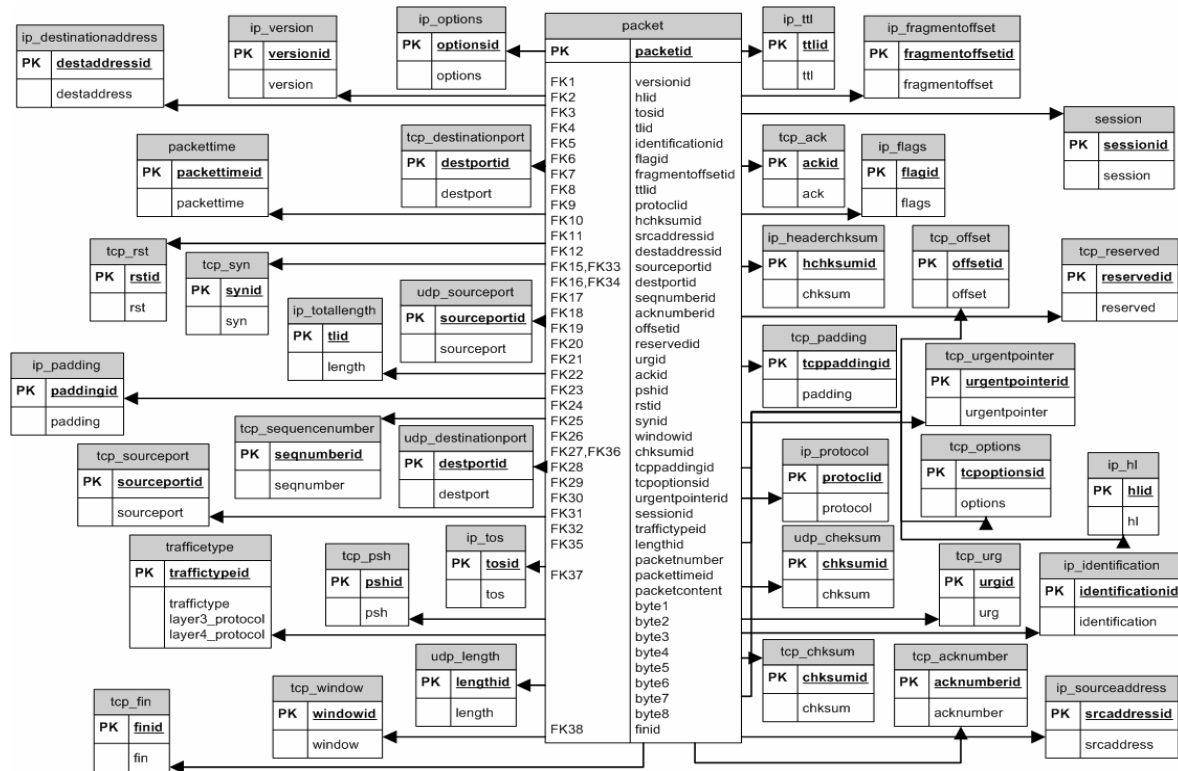 ip_destinationaddress
PK destaddressid
destaddress
ip_version
PK versionid
version
ip_options
PK optionsid
options
packet
PK packetid
FK1 versionid
FK2 hlid
FK3 tosid
FK4 tlid
FK5 identificationid
FK6 flagid
FK7 fragmentoffsetid
FK8 ttlid
FK9 protoclid
FK10 hchksumid
FK11 srcaddressid
FK12 destaddressid
FK15,FK33 sourceportid
FK16,FK34 destportid
FK17 seqnumberid
FK18 acknumberid
FK19 offsetid
FK20 reservedid
FK21 urgid
FK22 ackid
FK23 pshid
FK24 rstid
FK25 synid
FK26 windowid
FK27,FK36 chksumid
FK28 tcppaddingid
FK29 tcpoptionsid
FK30 urgentpointerid
FK31 sessionid
FK32 traffictypeid
FK35 lengthid
packetnumber
FK37 packettimeid
packetcontent
byte1
byte2
byte3
byte4
byte5
byte6
byte7
byte8
FK38 finid
ip_ttl
PK ttlid
ttl
ip_fragmentoffset
PK fragmentoffsetid
fragmentoffset
session
PK sessionid
session
packettime
PK packettimeid
packettime
tcp_destinationport
PK destportid
destport
tcp_ack
PK ackid
ack
ip_flags
PK flagid
flags
tcp_rst
PK rstid
rst
tcp_syn
PK synid
syn
ip_totallength
PK tlid
length
udp_sourceport
PK sourceportid
sourceport
ip_headerchksum
PK hchksumid
chksum
tcp_offset
PK offsetid
offset
tcp_reserved
PK reservedid
reserved
ip_padding
PK paddingid
padding
tcp_padding
PK tcppaddingid
padding
tcp_urgentpointer
PK urgentpointerid
urgentpointer
tcp_sourceport
PK sourceportid
sourceport
tcp_sequencenumber
PK seqnumberid
seqnumber
udp_destinationport
PK destportid
destport
ip_protocol
PK protoclid
protocol
tcp_options
PK tcpoptionsid
options
ip_hl
PK hlid
hl
trafficetype
PK traffictypeid
traffictype
layer3_protocol
layer4_protocol
tcp_psh
PK pshid
psh
ip_tos
PK tosid
tos
udp_cheksum
PK chksumid
chksum
tcp_urg
PK urgid
urg
ip_identification
PK identificationid
identification
tcp_fin
PK finid
fin
tcp_window
PK windowid
window
udp_length
PK lengthid
length
tcp_chksum
PK chksumid
chksum
tcp_acknumber
PK acknumberid
acknumber
ip_sourceaddress
PK srcaddressid
srcaddress